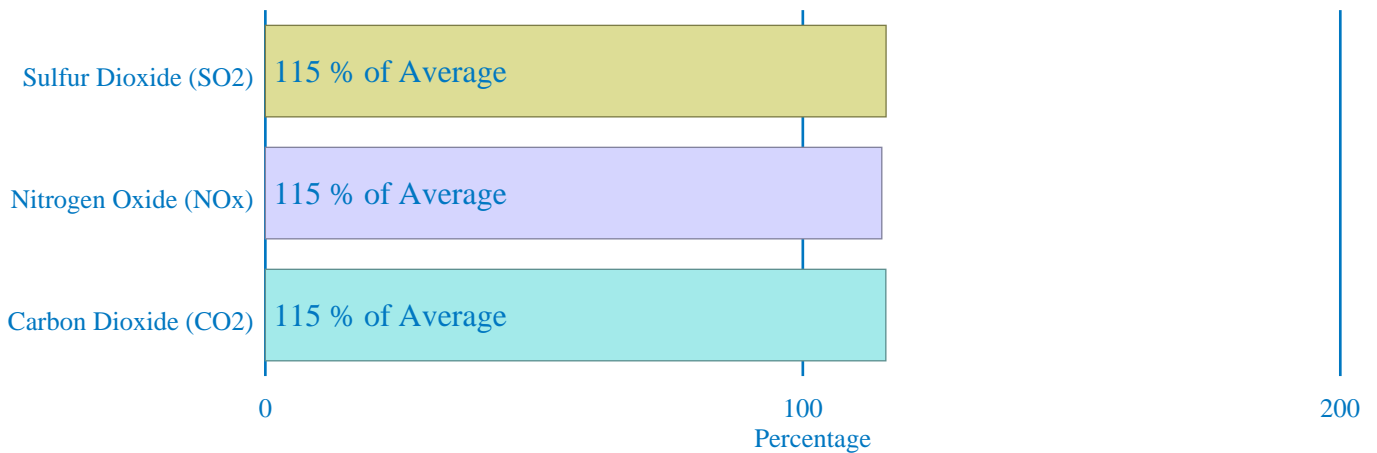 Sulfur Dioxide (SO2)
115 % of Average
Nitrogen Oxide (NOx)
115 % of Average
Carbon Dioxide (CO2)
115 % of Average
0 100 200
Percentage